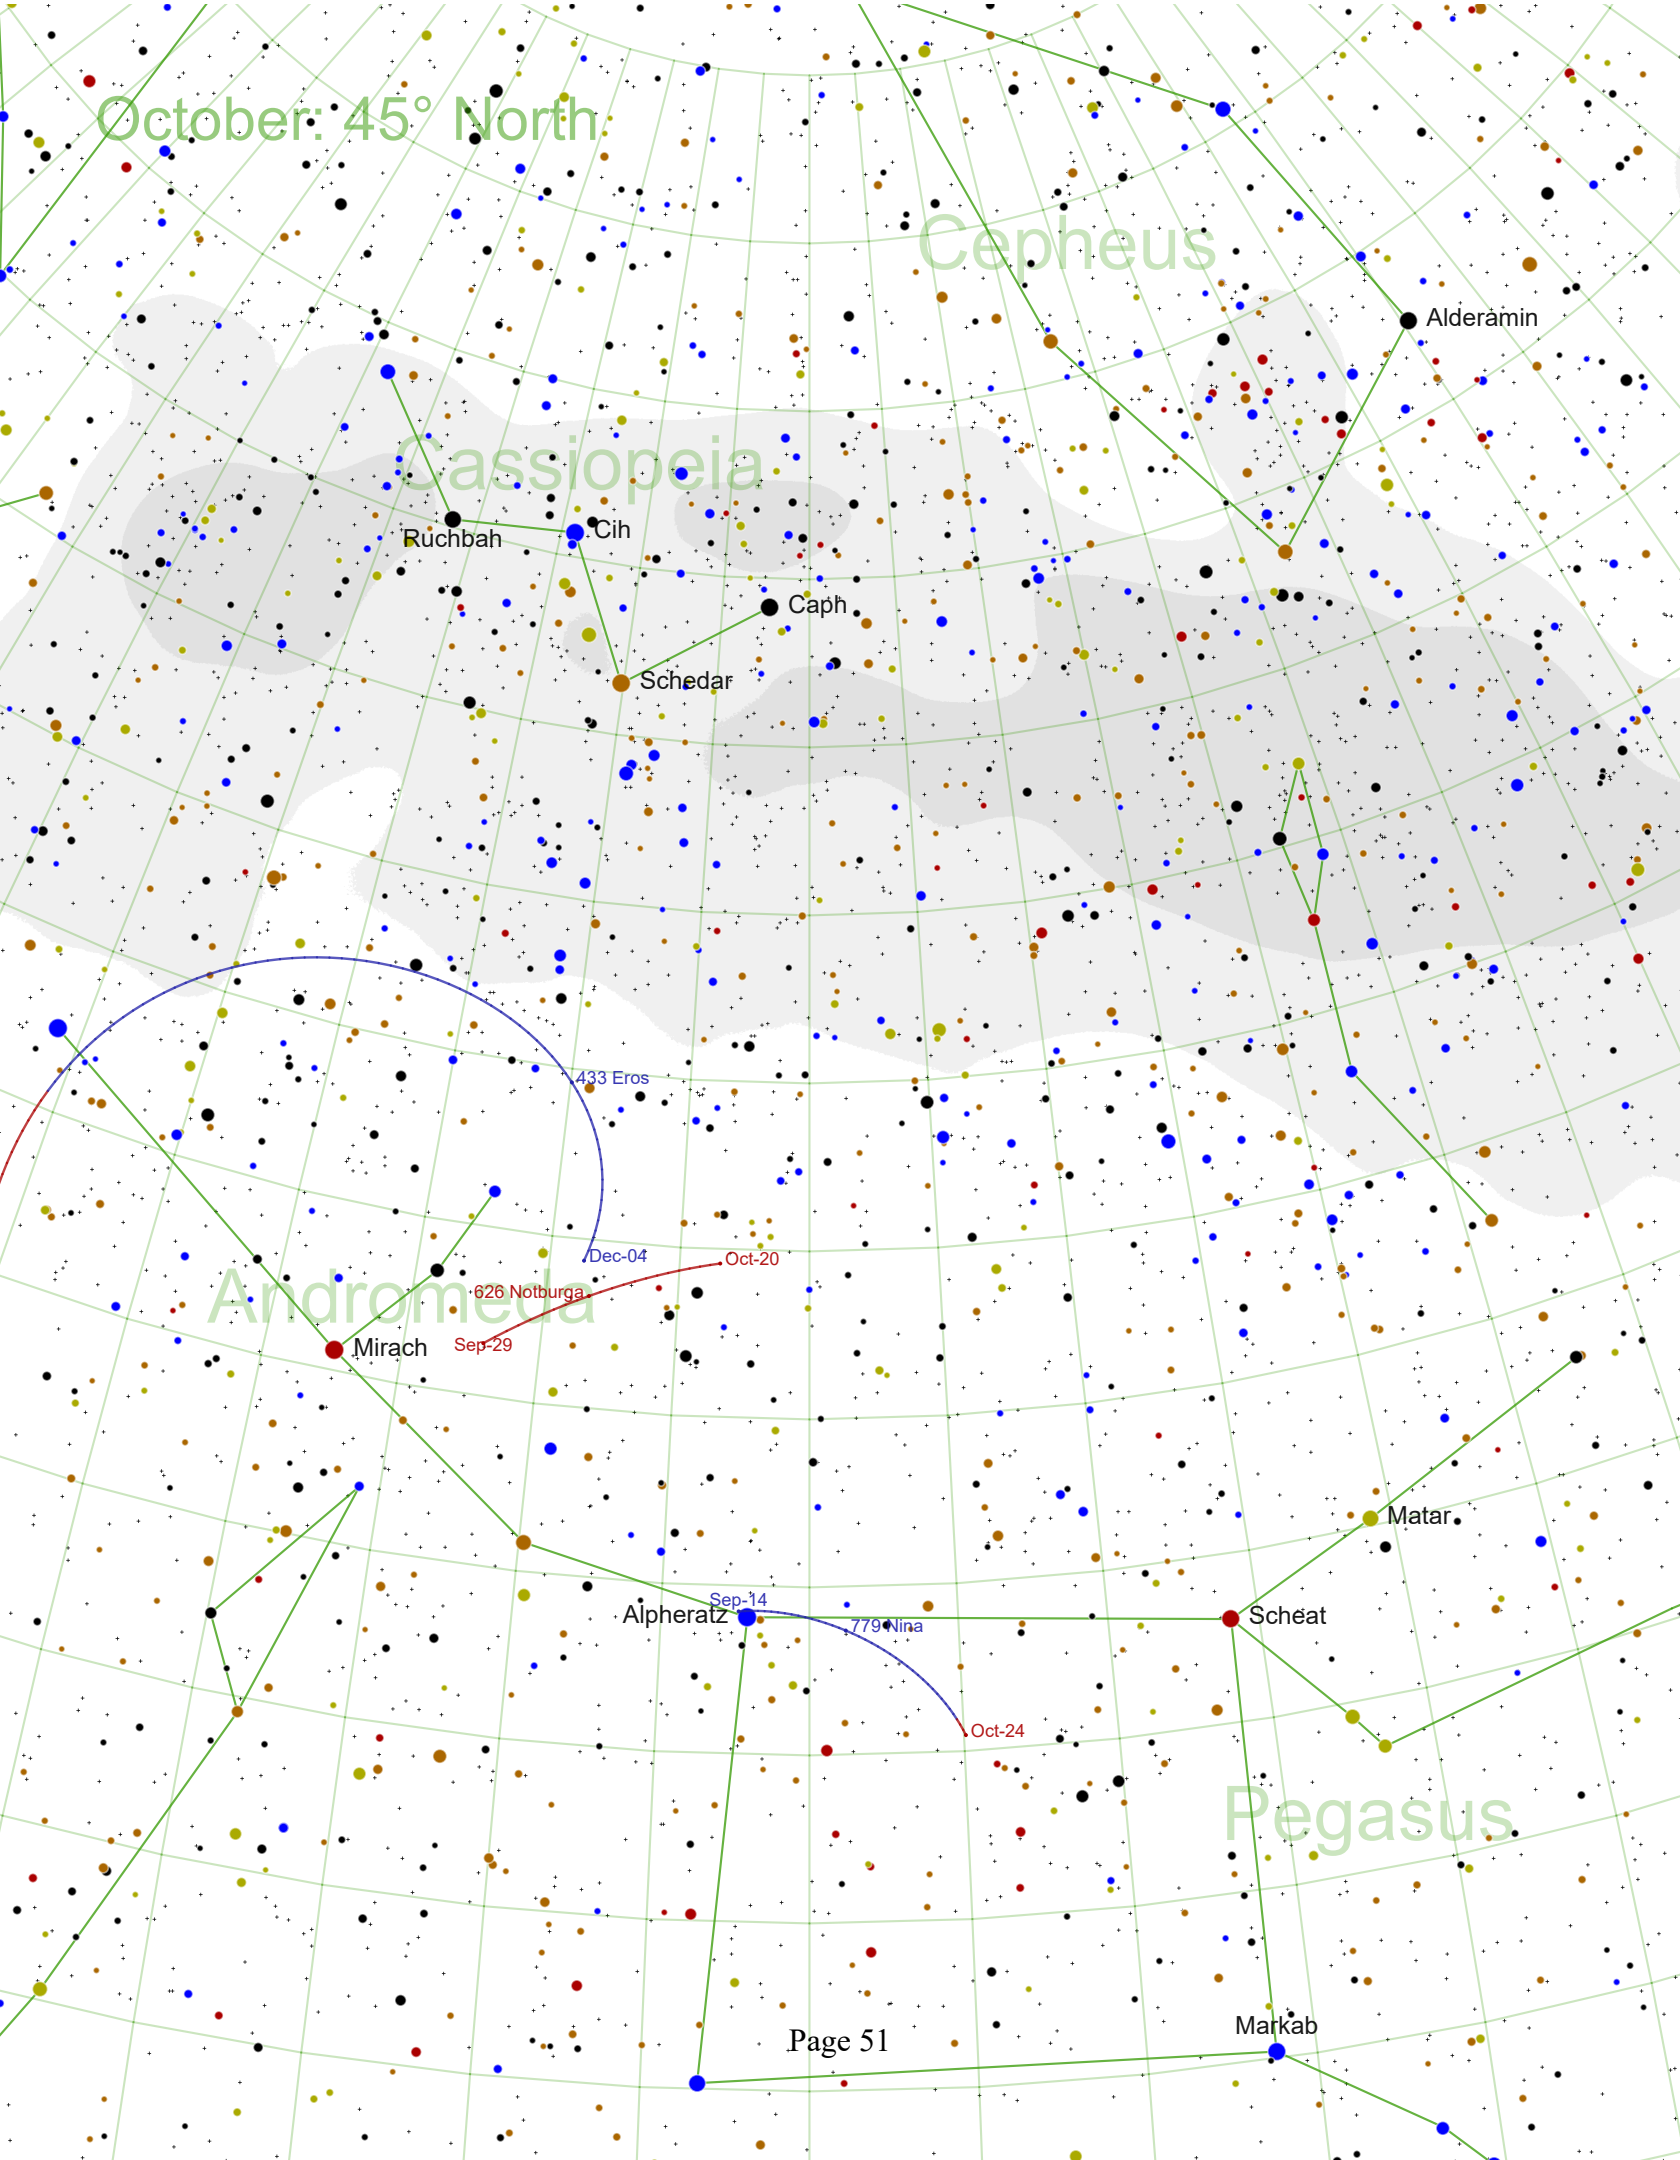 October: 45° North
Cepheus
Alderamin
Cassiopeia
Ruchbah
Cih
Caph
Schedar
433 Eros
Dec-04
Oct-20
626 Notburga
Andromeda
Sep-29
Mirach
Matar
Sep-14
Alpheratz
779 Nina
Scheat
Oct-24
Pegasus
Markab
Page 51